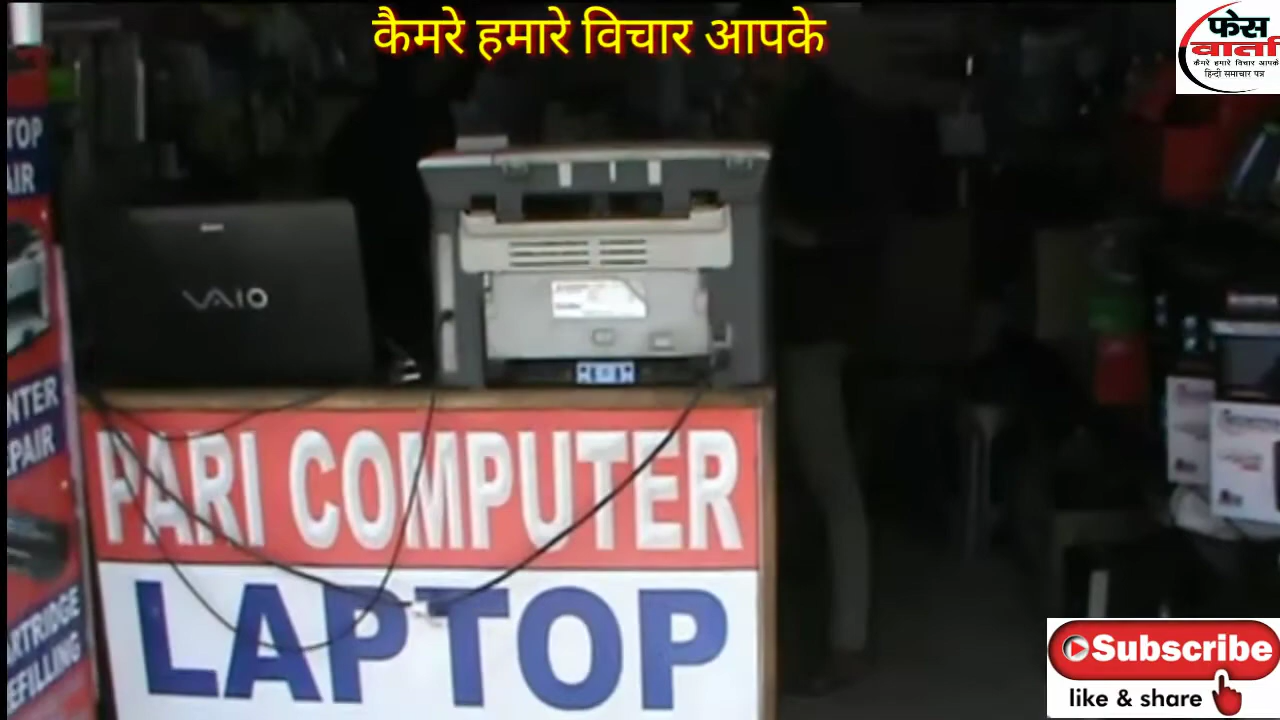 कैमरे हमारे विचार आपके
फेस
वार्ता
कैमरे हमारे विचार आपके
हिन्दी समाचार पत्र
TOP
AIR
VAIO
NTER
PAIR
PARI COMPUTER
LAPTOP
ARTRIDGE
EFILLING
Subscribe
like & share